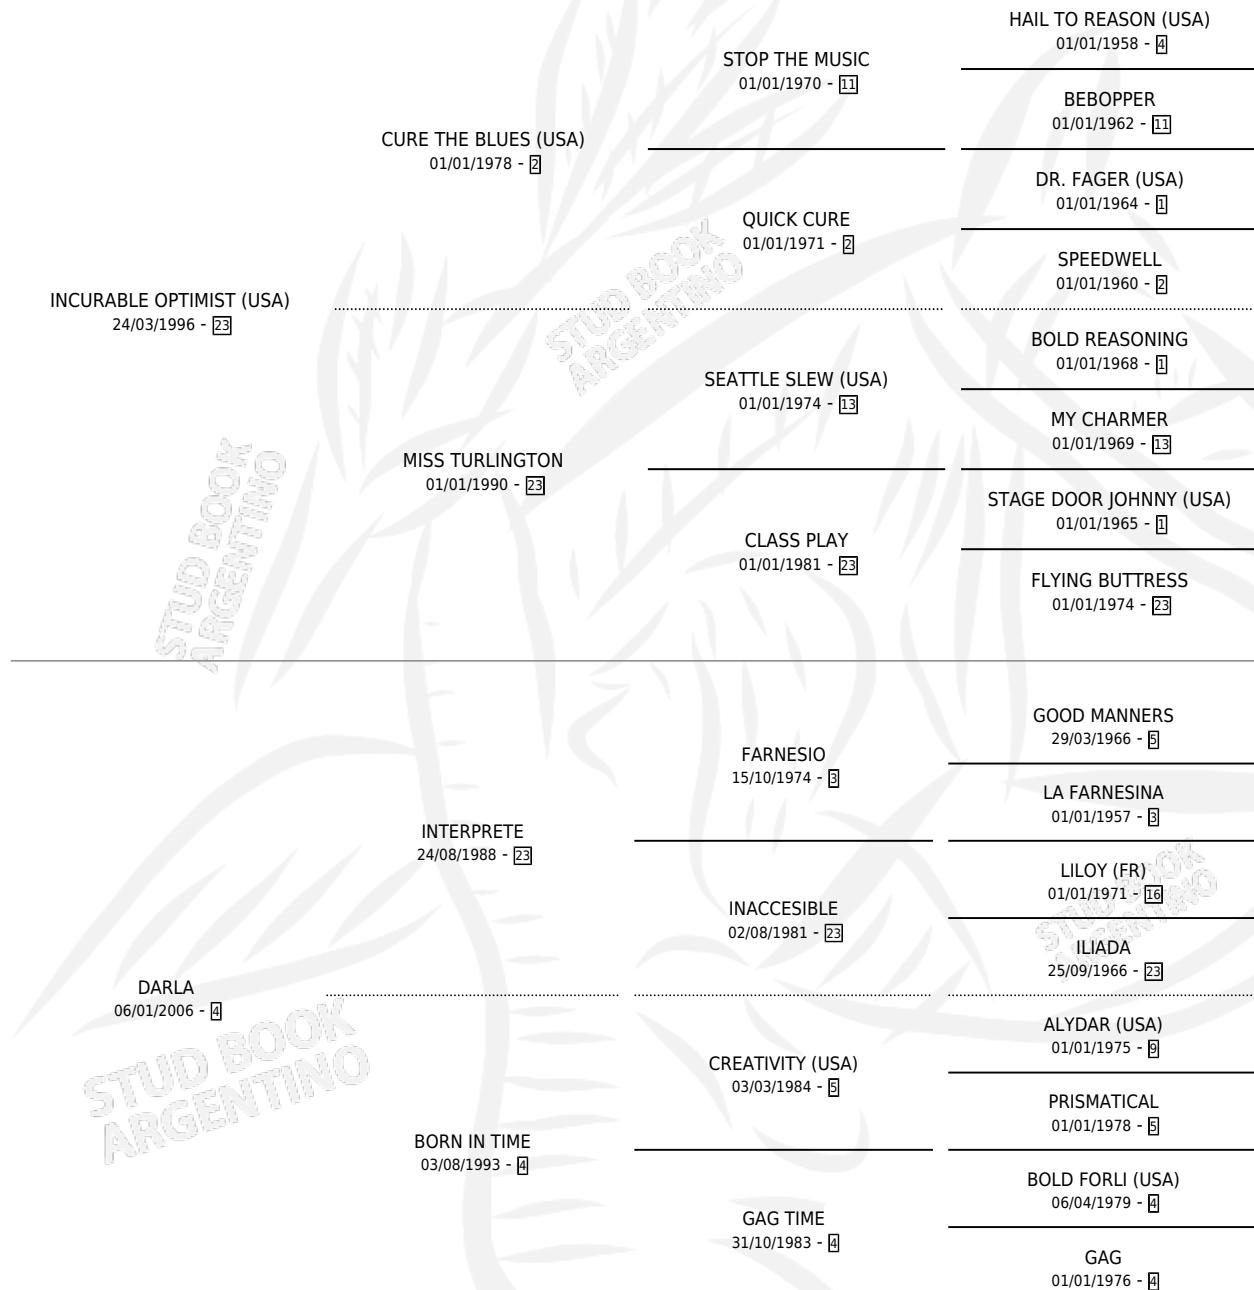 HAIL TO REASON (USA)
01/01/1958 - 4
STOP THE MUSIC
01/01/1970 - 11
BEBOPPER
01/01/1962 - 11
CURE THE BLUES (USA)
01/01/1978 - 2
DR. FAGER (USA)
01/01/1964 - 1
QUICK CURE
01/01/1971 - 2
SPEEDWELL
01/01/1960 - 2
INCURABLE OPTIMIST (USA)
24/03/1996 - 23
BOLD REASONING
01/01/1968 - 1
SEATTLE SLEW (USA)
01/01/1974 - 13
MY CHARMER
01/01/1969 - 13
MISS TURLINGTON
01/01/1990 - 23
STAGE DOOR JOHNNY (USA)
01/01/1965 - 1
CLASS PLAY
01/01/1981 - 23
FLYING BUTTRESS
01/01/1974 - 23
GOOD MANNERS
29/03/1966 - 5
FARNESIO
15/10/1974 - 3
LA FARNESINA
01/01/1957 - 3
INTERPRETE
24/08/1988 - 23
LILOY (FR)
01/01/1971 - 16
INACCESIBLE
02/08/1981 - 23
ILIADA
25/09/1966 - 23
DARLA
06/01/2006 - 4
ALYDAR (USA)
01/01/1975 - 9
CREATIVITY (USA)
03/03/1984 - 5
PRISMATICAL
01/01/1978 - 5
BORN IN TIME
03/08/1993 - 4
BOLD FORLI (USA)
06/04/1979 - 4
GAG TIME
31/10/1983 - 4
GAG
01/01/1976 - 4
STUD BOOK
ARGENTINO
STUD BOOK
ARGENTINO
STUD BOOK
ARGENTINO
STUD BOOK
ARGENTINO